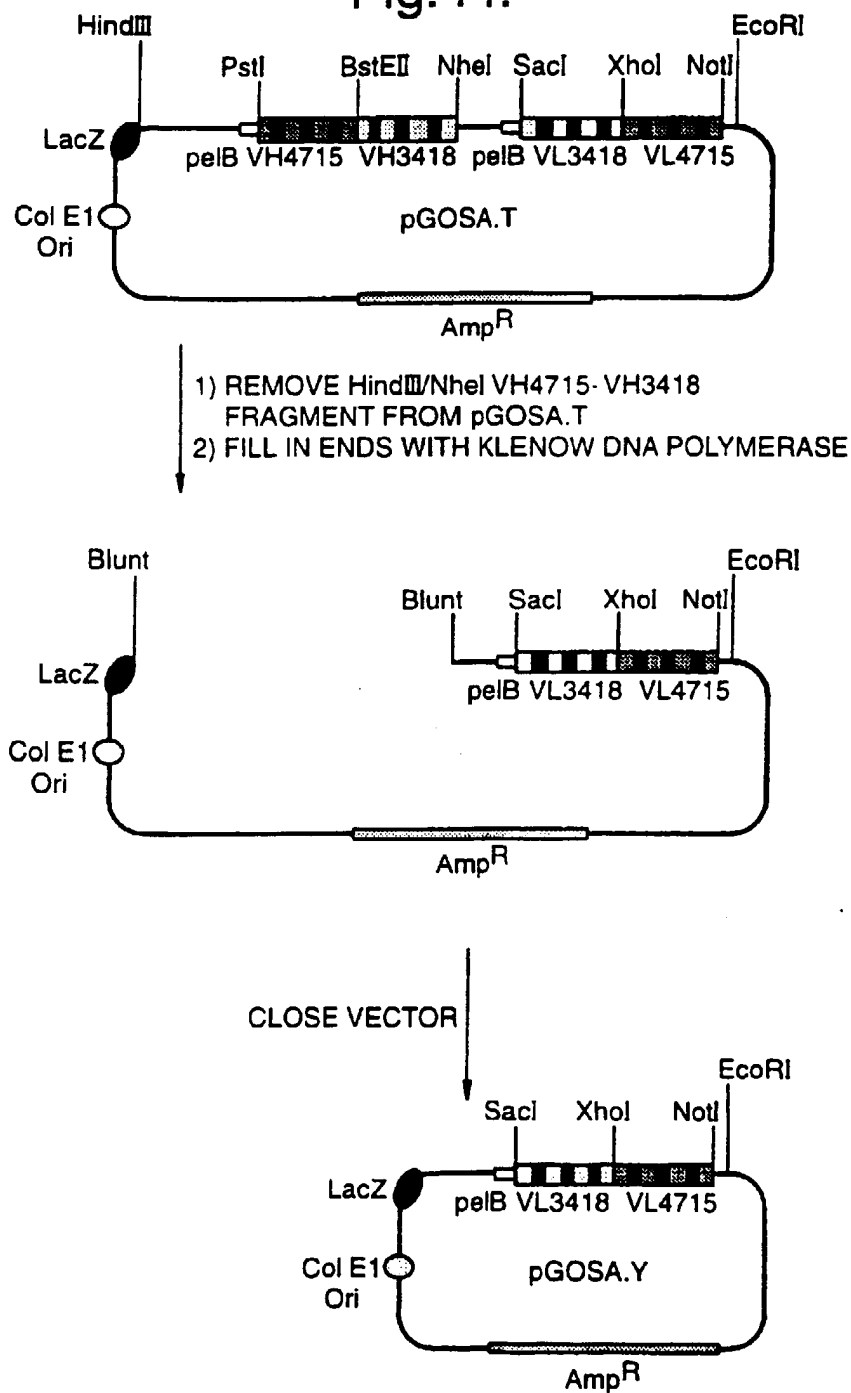 HindIII
EcoRI
PstI
BstEII
NheI
SacI
XhoI
NotI
LacZ
pelB VH4715 VH3418
pelB VL3418 VL4715
Col E1
Ori
pGOSA.T
AmpR
1) REMOVE HindIII/NheI VH4715-VH3418
FRAGMENT FROM pGOSA.T
2) FILL IN ENDS WITH KLENOW DNA POLYMERASE
Blunt
EcoRI
Blunt
SacI
XhoI
NotI
LacZ
pelB VL3418 VL4715
Col E1
Ori
AmpR
CLOSE VECTOR
EcoRI
SacI
XhoI
NotI
LacZ
pelB VL3418 VL4715
Col E1
Ori
pGOSA.Y
AmpR